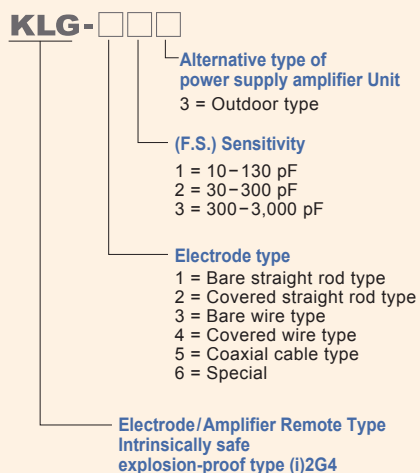 KLG-□□□
Alternative type of
power supply amplifier Unit
3 = Outdoor type
(F.S.) Sensitivity
1 = 10–130 pF
2 = 30–300 pF
3 = 300–3,000 pF
Electrode type
1 = Bare straight rod type
2 = Covered straight rod type
3 = Bare wire type
4 = Covered wire type
5 = Coaxial cable type
6 = Special
Electrode/Amplifier Remote Type
Intrinsically safe
explosion-proof type (i)2G4